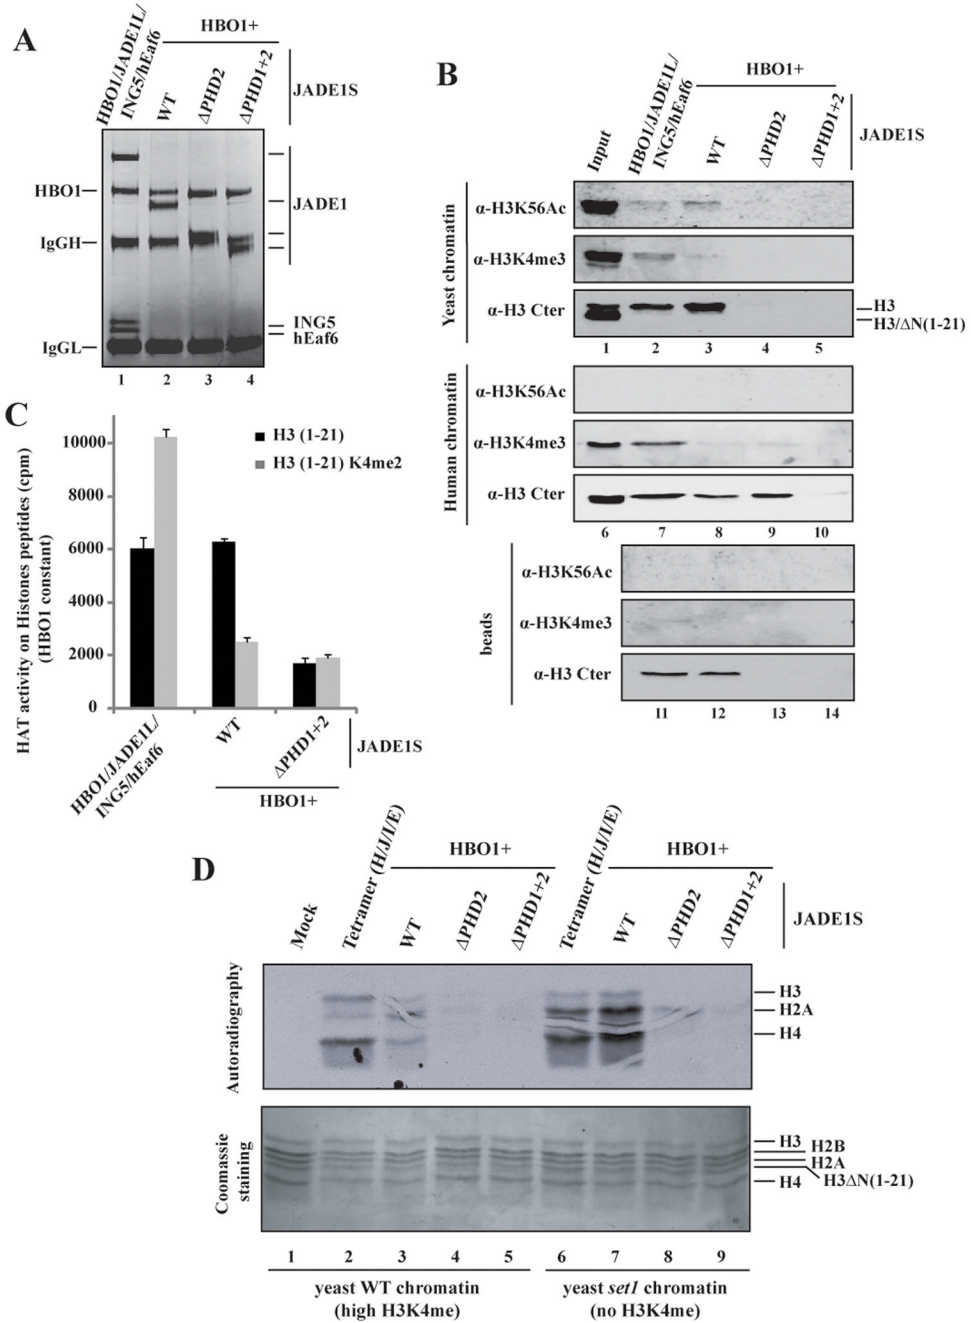 A
HBO1/JADE1L/
ING5/hEaf6
HBO1+
WT
ΔPHD2
ΔPHD1+2
JADE1S
HBO1
IgGH
IgGL
JADE1
ING5
hEaf6
1 2 3 4
B
Input
HBO1/JADE1L/
ING5/hEaf6
HBO1+
WT
ΔPHD2
ΔPHD1+2
JADE1S
Yeast chromatin
α-H3K56Ac
α-H3K4me3
α-H3 Cter
H3
H3/ΔN(1-21)
1 2 3 4 5
Human chromatin
α-H3K56Ac
α-H3K4me3
α-H3 Cter
6 7 8 9 10
beads
α-H3K56Ac
α-H3K4me3
α-H3 Cter
11 12 13 14
C
HAT activity on Histones peptides (cpm)
(HBO1 constant)
10000
8000
6000
4000
2000
0
H3 (1-21)
H3 (1-21) K4me2
HBO1/JADE1L/
ING5/hEaf6
WT
ΔPHD1+2
JADE1S
HBO1+
D
Mock
Tetramer (H/J/I/E)
HBO1+
WT
ΔPHD2
ΔPHD1+2
Tetramer (H/J/I/E)
HBO1+
WT
ΔPHD2
ΔPHD1+2
JADE1S
Autoradiography
H3
H2A
H4
Coomassie
staining
H3
H2B
H2A
H3ΔN(1-21)
H4
1 2 3 4 5 6 7 8 9
yeast WT chromatin
(high H3K4me)
yeast set1 chromatin
(no H3K4me)